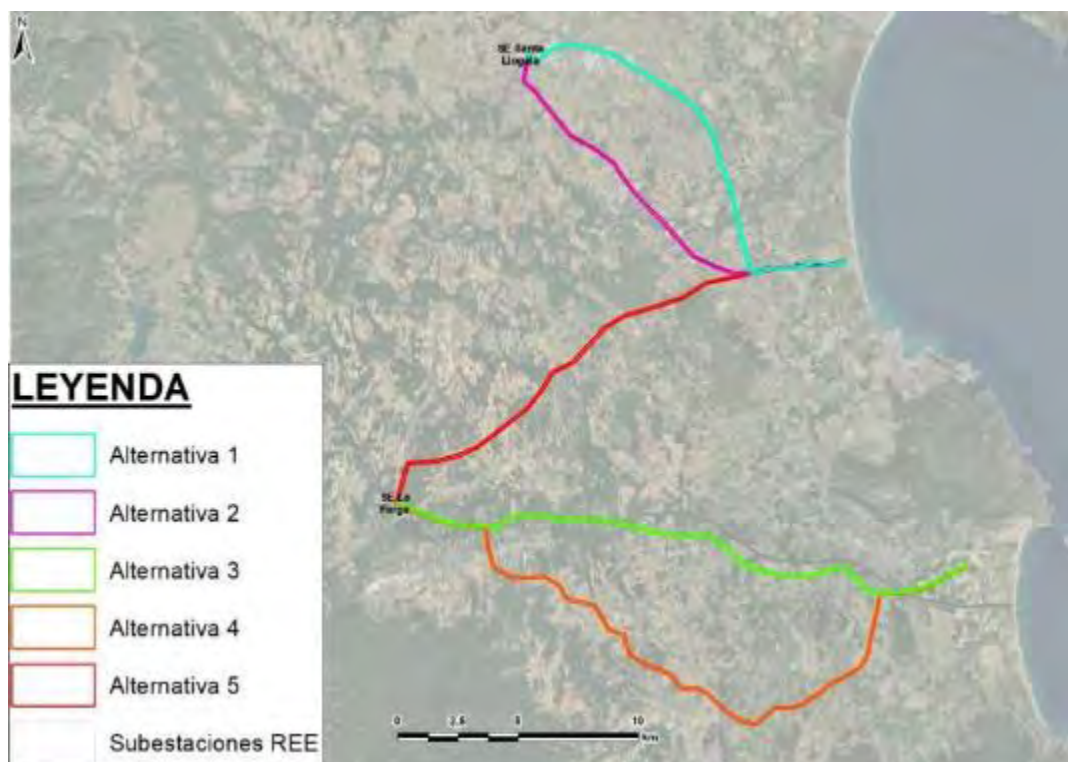 N
SE Santa
Llogaia
SE La
Farga
LEYENDA
Alternativa 1
Alternativa 2
Alternativa 3
Alternativa 4
Alternativa 5
Subestaciones REE
0 2.5 5 10
Km